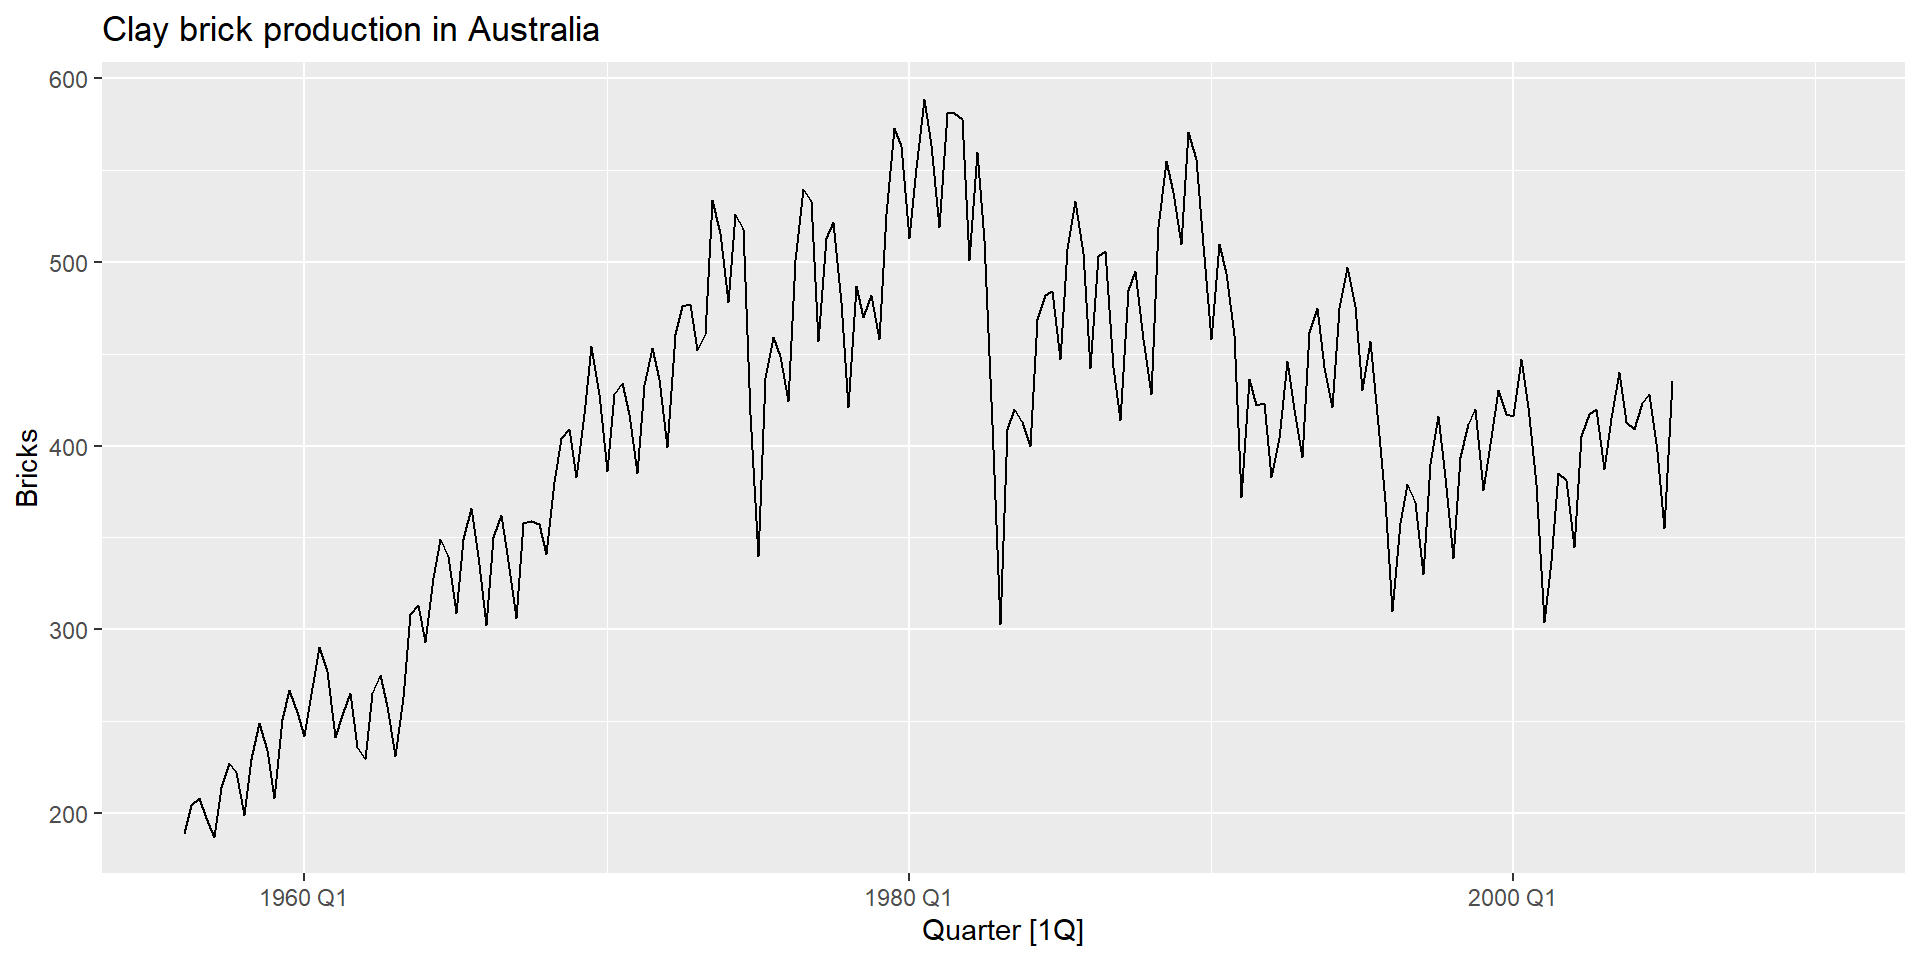 Clay brick production in Australia
600
500
400
300
200
Bricks
1960 Q1
1980 Q1
2000 Q1
Quarter [1Q]